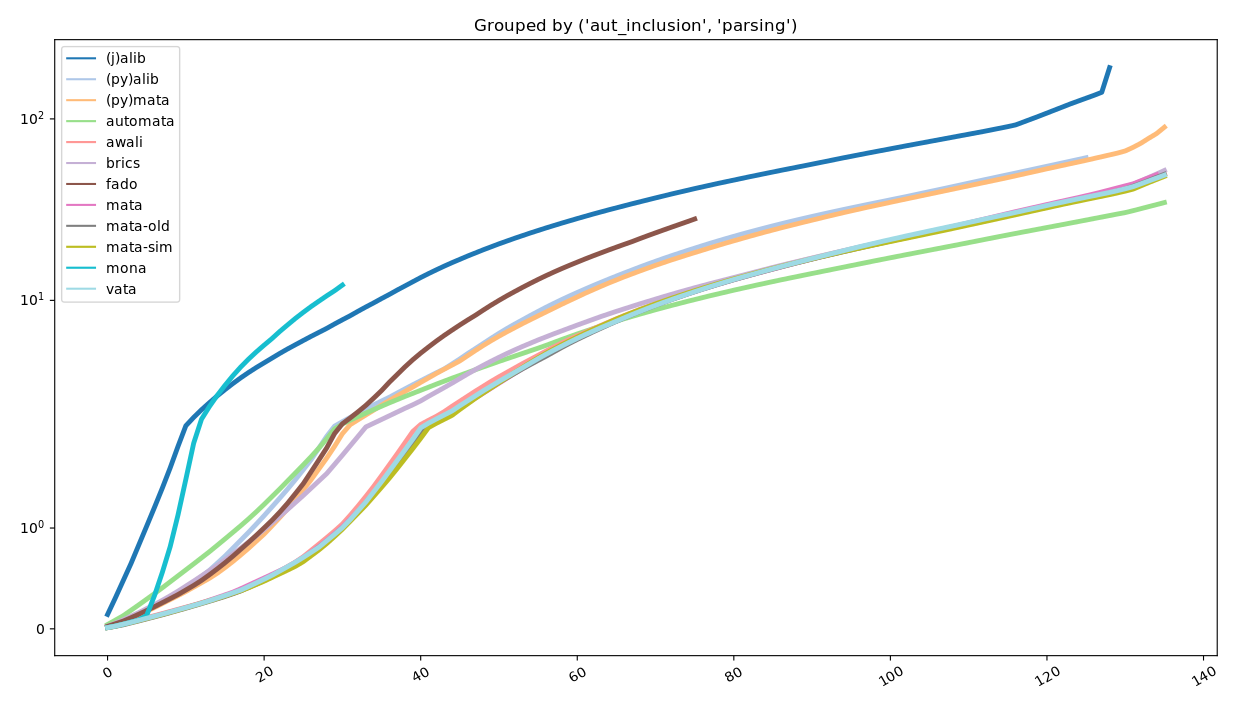 Grouped by ('aut_inclusion', 'parsing')
(j)alib
(py)alib
(py)mata
automata
awali
brics
fado
mata
mata-old
mata-sim
mona
vata
10²
10¹
10⁰
0
0
20
40
60
80
100
120
140